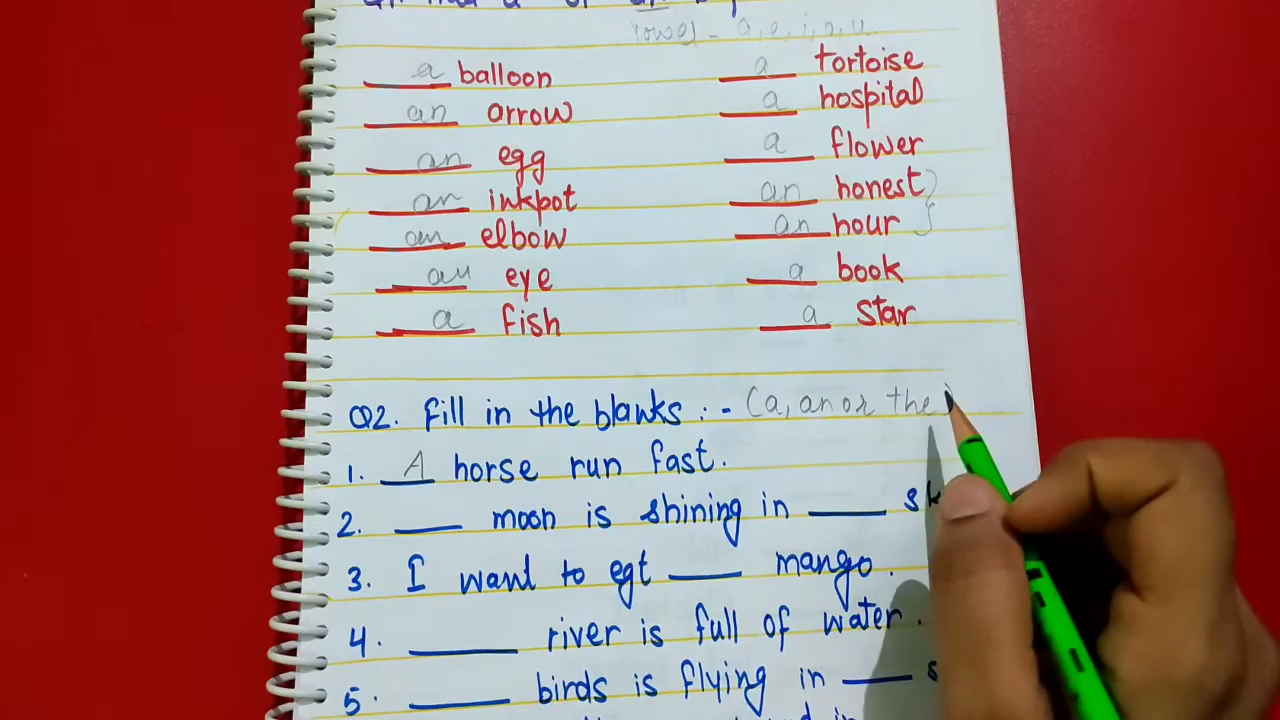 vowel - a, e, i, o, u
a balloon a tortoise
an arrow a hospital
an egg a flower
an inkpot an honest }
an elbow an hour }
an eye a book
a fish a star
Q2. Fill in the blanks :- (a, an or the)
1. A horse run fast.
2. ____ moon is shining in ____
3. I want to egt ____ mango.
4. ____ river is full of water.
5. ____ birds is flying in ____